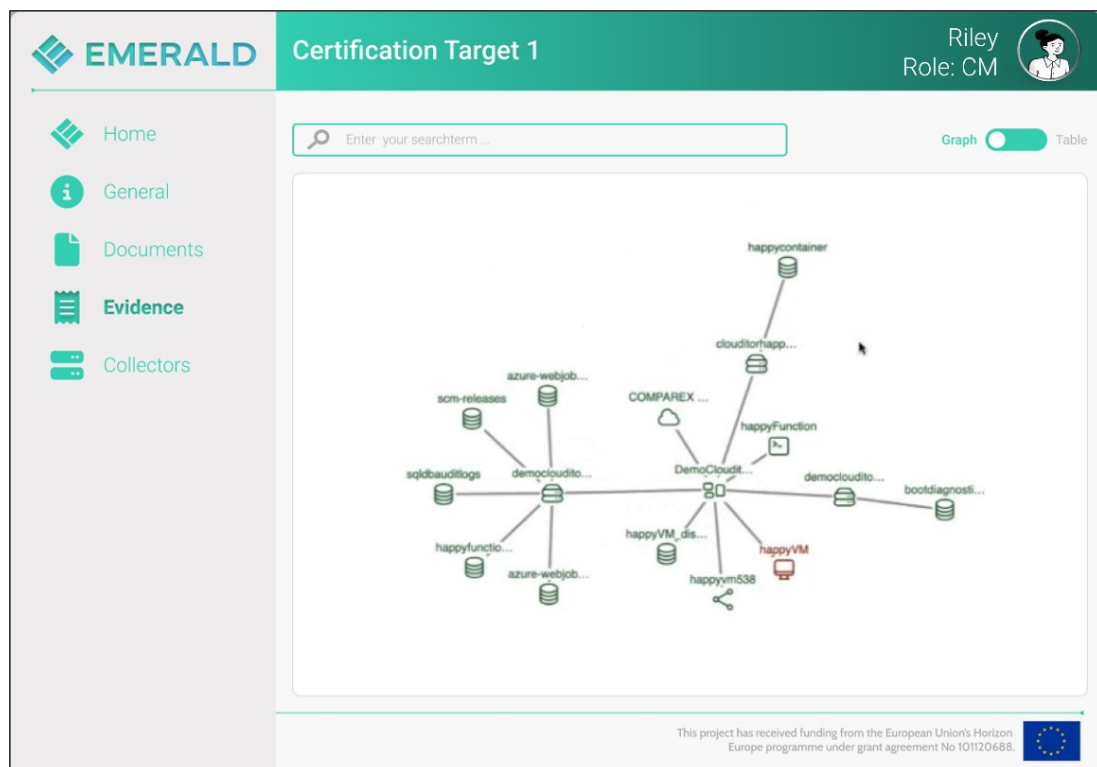 EMERALD
Certification Target 1
Riley
Role: CM
Home
General
Documents
Evidence
Collectors
Enter your searchterm ...
Graph
Table
happycontainer
clouditorhapp...
azure-webjob...
scm-releases
COMPAREX ...
happyFunction
sqldbauditlogs
democloudito...
DemoCloudit...
democloudito...
bootdiagnosti...
happyfunctio...
azure-webjob...
happyVM_dis...
happyVM
happyvm538
This project has received funding from the European Union's Horizon
Europe programme under grant agreement No 101120688.